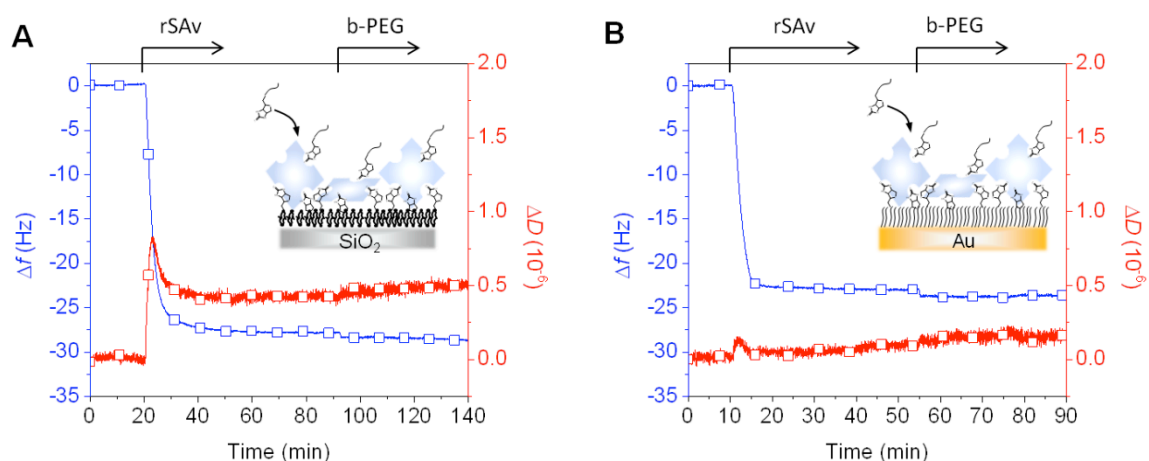 A
rSAv
b-PEG
0
-5
-10
-15
-20
-25
-30
-35
Δf (Hz)
2.0
1.5
1.0
0.5
0.0
ΔD (10-6)
SiO2
0 20 40 60 80 100 120 140
Time (min)
B
rSAv
b-PEG
0
-5
-10
-15
-20
-25
-30
-35
Δf (Hz)
2.0
1.5
1.0
0.5
0.0
ΔD (10-6)
Au
0 10 20 30 40 50 60 70 80 90
Time (min)